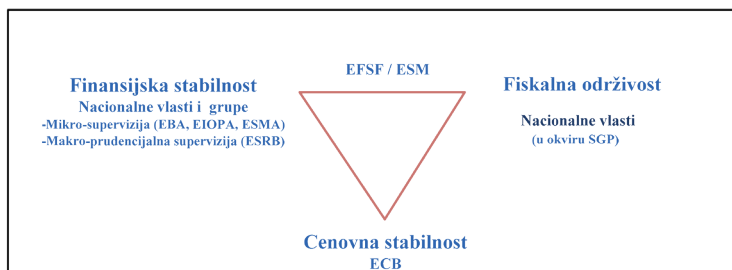 EFSF / ESM
Finansijska stabilnost
Nacionalne vlasti i grupe
-Mikro-supervizija (EBA, EIOPA, ESMA)
-Makro-prudencijalna supervizija (ESRB)
Fiskalna održivost
Nacionalne vlasti
(u okviru SGP)
Cenovna stabilnost
ECB